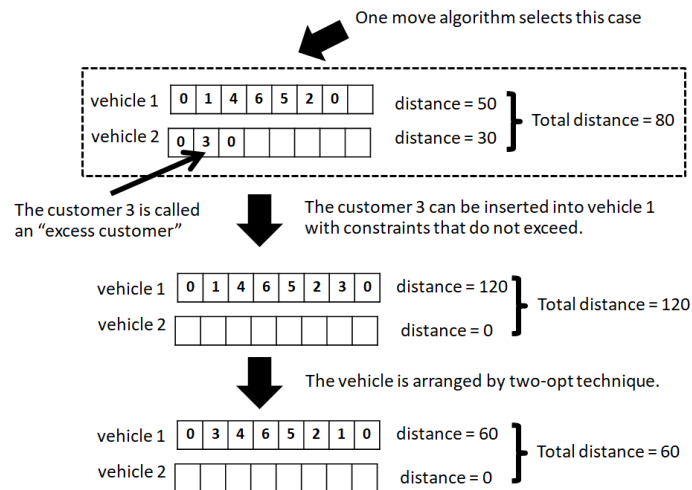 One move algorithm selects this case
vehicle 1 0 1 4 6 5 2 0 distance = 50
Total distance = 80
vehicle 2 0 3 0 distance = 30
The customer 3 is called
an “excess customer”
The customer 3 can be inserted into vehicle 1
with constraints that do not exceed.
vehicle 1 0 1 4 6 5 2 3 0 distance = 120
Total distance = 120
vehicle 2 distance = 0
The vehicle is arranged by two-opt technique.
vehicle 1 0 3 4 6 5 2 1 0 distance = 60
Total distance = 60
vehicle 2 distance = 0